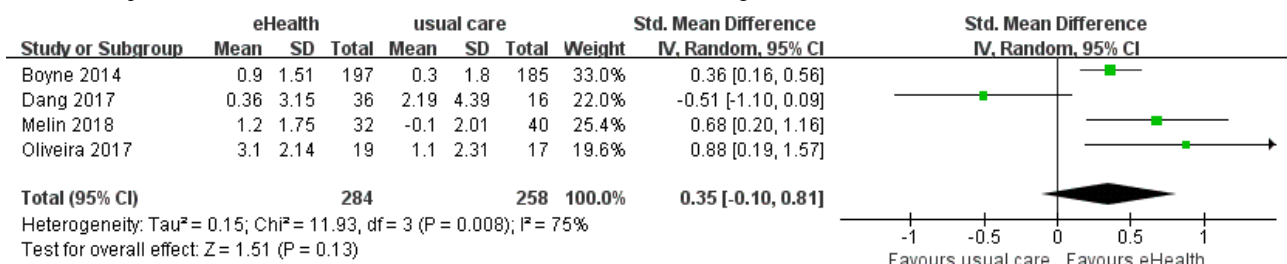 eHealth usual care Std. Mean Difference Std. Mean Difference
Study or Subgroup Mean SD Total Mean SD Total Weight IV, Random, 95% CI IV, Random, 95% CI
Boyne 2014 0.9 1.51 197 0.3 1.8 185 33.0% 0.36 [0.16, 0.56]
Dang 2017 0.36 3.15 36 2.19 4.39 16 22.0% -0.51 [-1.10, 0.09]
Melin 2018 1.2 1.75 32 -0.1 2.01 40 25.4% 0.68 [0.20, 1.16]
Oliveira 2017 3.1 2.14 19 1.1 2.31 17 19.6% 0.88 [0.19, 1.57]
Total (95% CI) 284 258 100.0% 0.35 [-0.10, 0.81]
Heterogeneity: Tau² = 0.15; Chi² = 11.93, df = 3 (P = 0.008); I² = 75%
Test for overall effect: Z = 1.51 (P = 0.13)
-1 -0.5 0 0.5 1
Favours usual care Favours eHealth